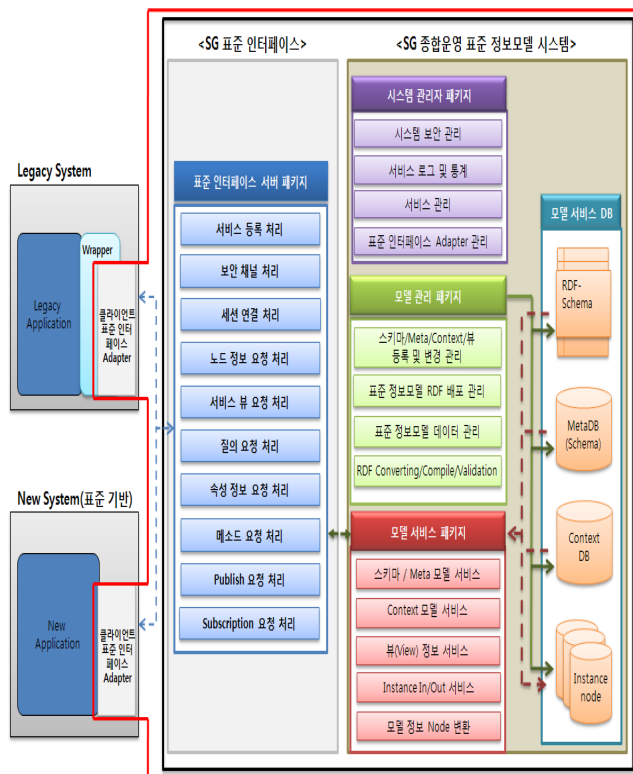 <SG 표준 인터페이스>
<SG 종합운영 표준 정보모델 시스템>
Legacy System
Legacy
Application
Wrapper
클라이언트
표준 인터
페이스
Adapter
New System(표준 기반)
New
Application
클라이언트
표준 인터
페이스
Adapter
표준 인터페이스 서버 패키지
서비스 등록 처리
보안 채널 처리
세션 연결 처리
노드 정보 요청 처리
서비스 뷰 요청 처리
질의 요청 처리
속성 정보 요청 처리
메소드 요청 처리
Publish 요청 처리
Subscription 요청 처리
시스템 관리자 패키지
시스템 보안 관리
서비스 로그 및 통계
서비스 관리
표준 인터페이스 Adapter 관리
모델 관리 패키지
스키마/Meta/Context/뷰
등록 및 변경 관리
표준 정보모델 RDF 배포 관리
표준 정보모델 데이터 관리
RDF Converting/Compile/Validation
모델 서비스 패키지
스키마 / Meta 모델 서비스
Context 모델 서비스
뷰(View) 정보 서비스
Instance In/Out 서비스
모델 정보 Node 변환
모델 서비스 DB
RDF-
Schema
MetaDB
(Schema)
Context
DB
Instance
node